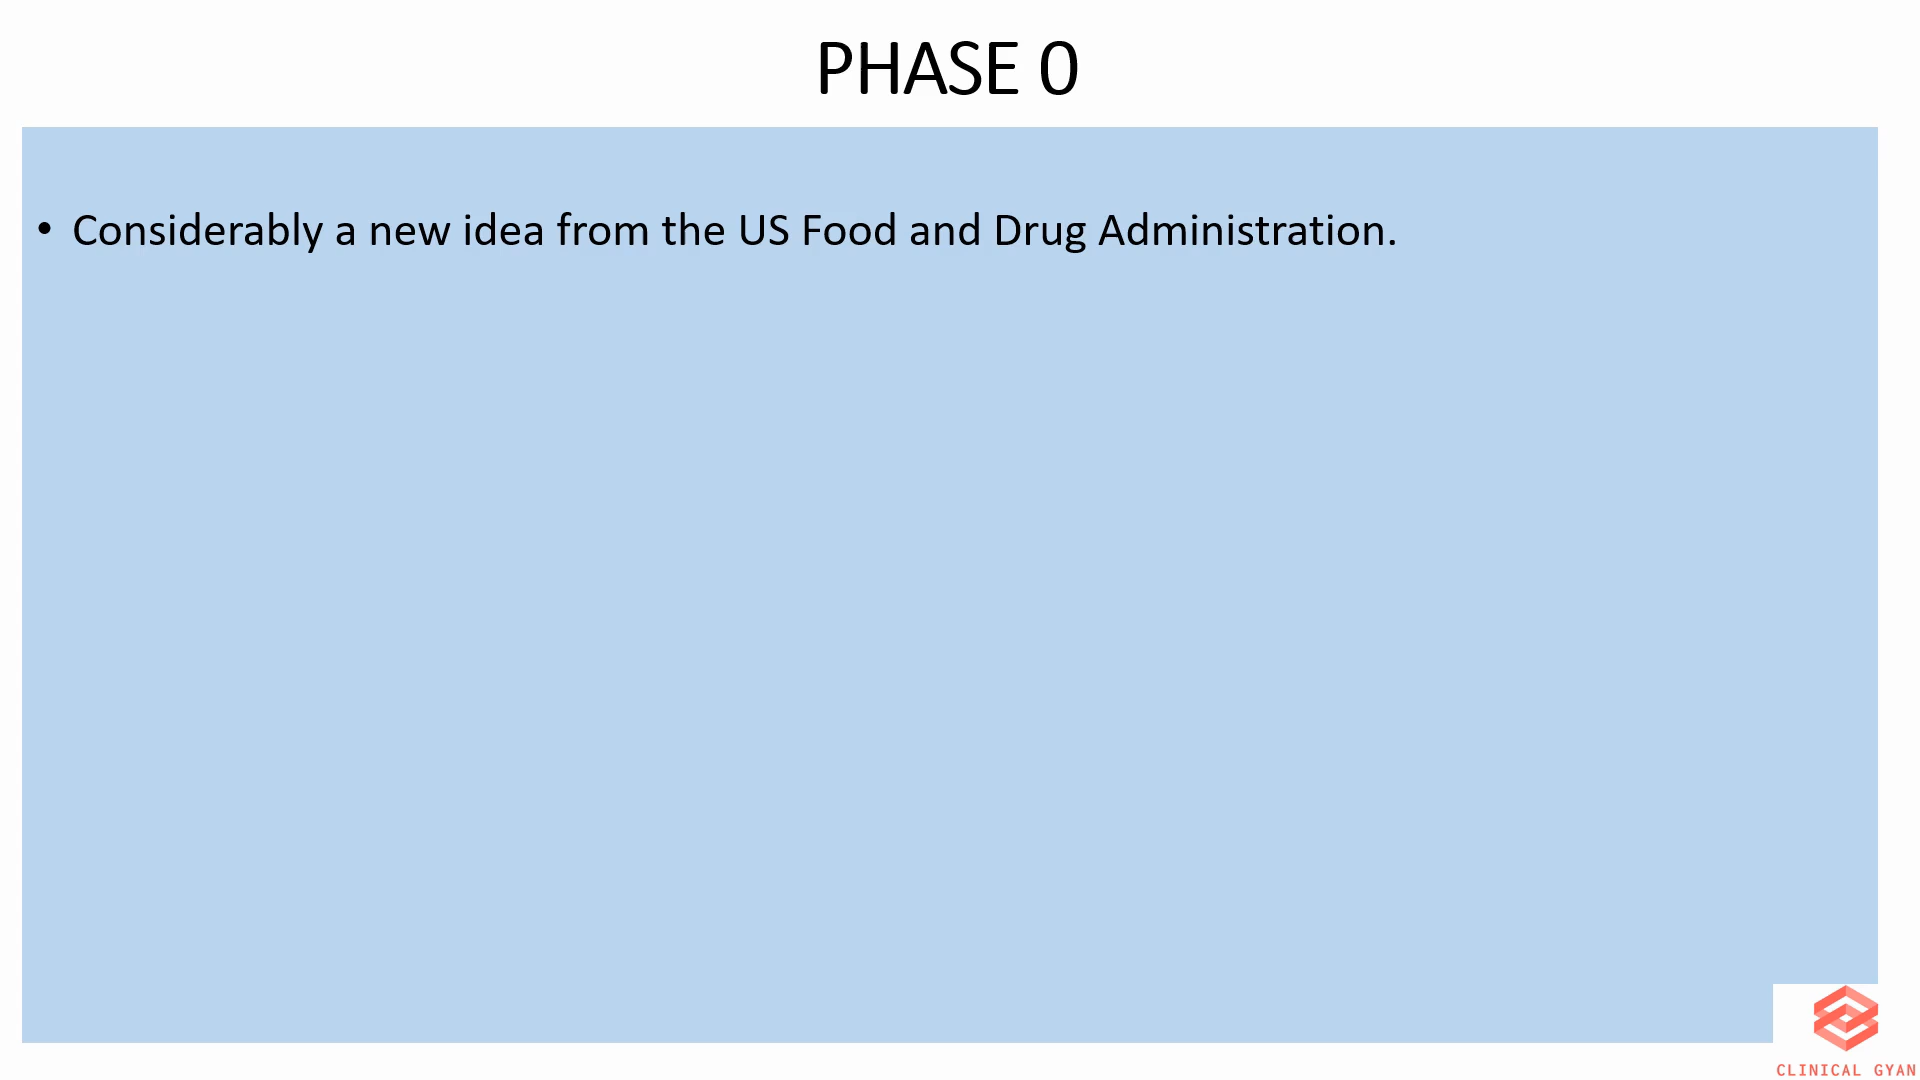 PHASE 0
• Considerably a new idea from the US Food and Drug Administration.
CLINICAL GYAN